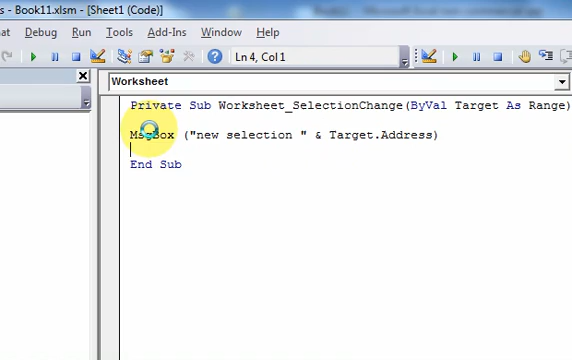 s - Book11.xlsm - [Sheet1 (Code)]
at Debug Run Tools Add-Ins Window Help
Ln 4, Col 1
Worksheet
Private Sub Worksheet_SelectionChange(ByVal Target As Range)
MsgBox ("new selection " & Target.Address)
End Sub